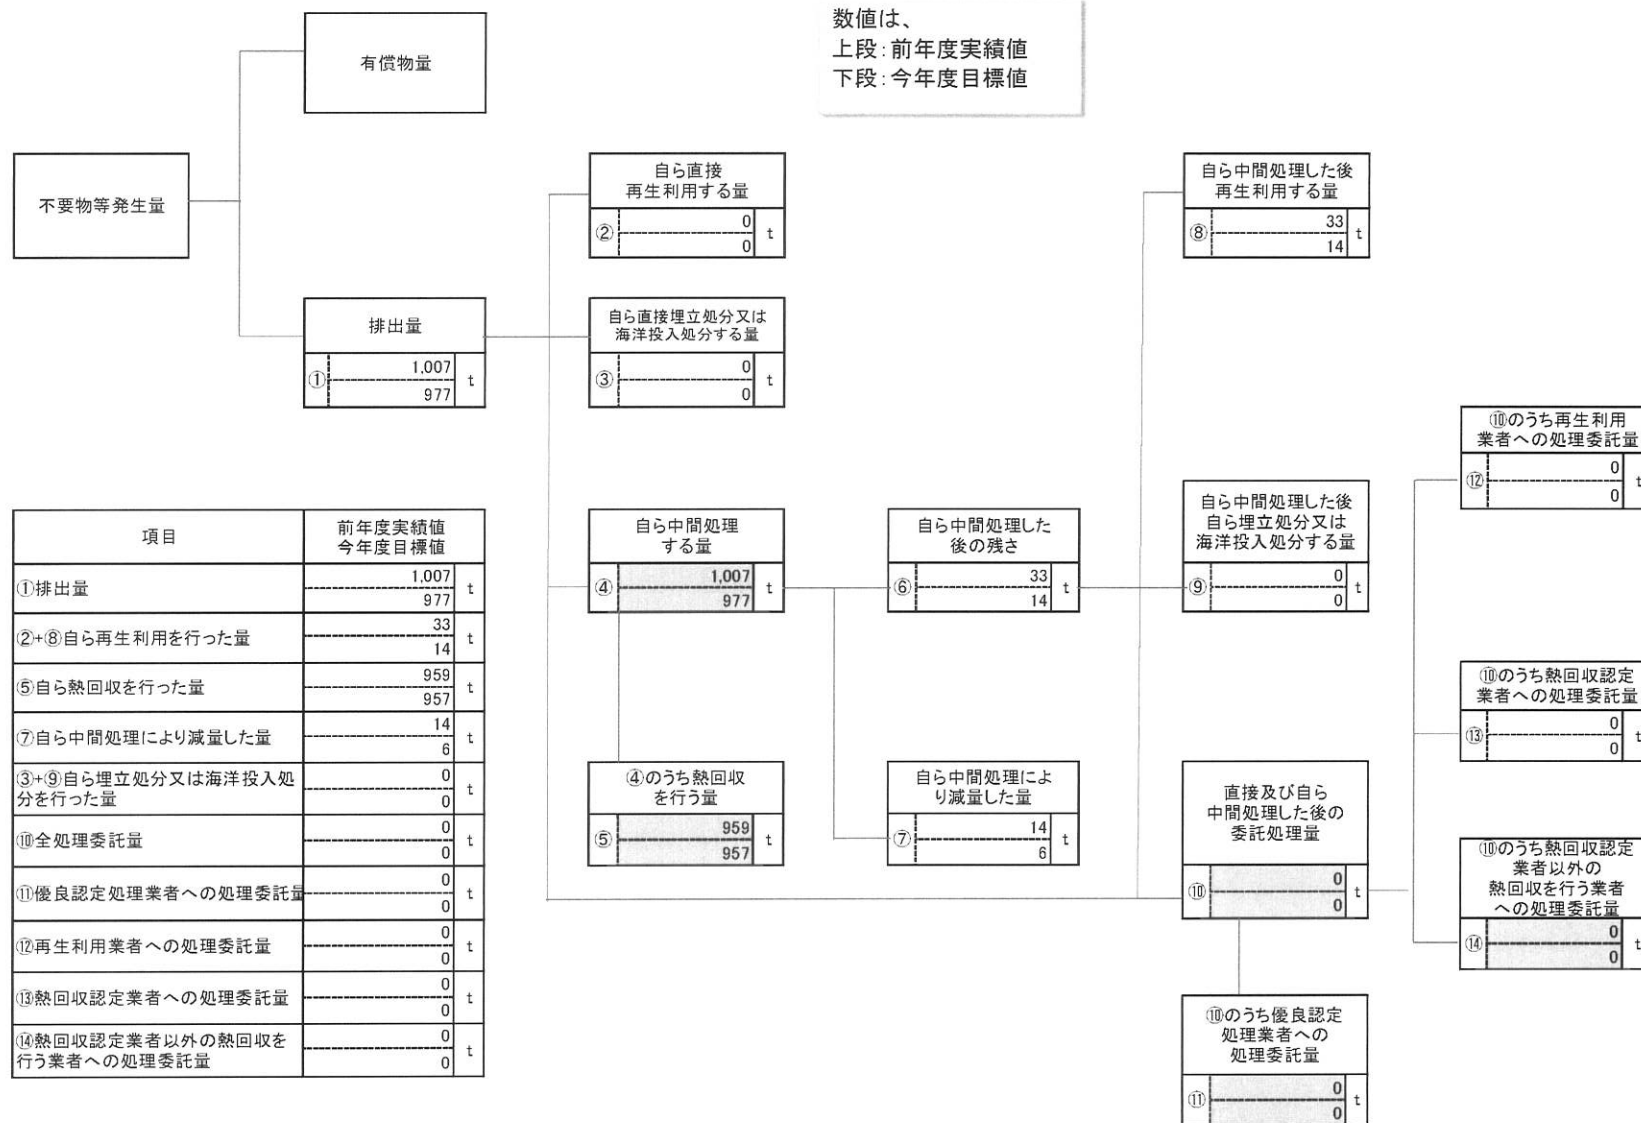 数値は、
上段:前年度実績値
下段:今年度目標値
有償物量
不要物等発生量
排出量
① 1,007 t
977
自ら直接
再生利用する量
② 0 t
0
自ら直接埋立処分又は
海洋投入処分する量
③ 0 t
0
自ら中間処理した後
再生利用する量
⑧ 33 t
14
自ら中間処理
する量
④ 1,007 t
977
自ら中間処理した
後の残さ
⑥ 33 t
14
自ら中間処理した後
自ら埋立処分又は
海洋投入処分する量
⑨ 0 t
0
④のうち熱回収
を行う量
⑤ 959 t
957
自ら中間処理によ
り減量した量
⑦ 14 t
6
直接及び自ら
中間処理した後の
委託処理量
⑩ 0 t
0
⑩のうち優良認定
処理業者への
処理委託量
⑪ 0 t
0
⑩のうち再生利用
業者への処理委託量
⑫ 0 t
0
⑩のうち熱回収認定
業者への処理委託量
⑬ 0 t
0
⑩のうち熱回収認定
業者以外の
熱回収を行う業者
への処理委託量
⑭ 0 t
0
項目 前年度実績値
今年度目標値
①排出量 1,007 t
977
②+⑧自ら再生利用を行った量 33 t
14
⑤自ら熱回収を行った量 959 t
957
⑦自ら中間処理により減量した量 14 t
6
③+⑨自ら埋立処分又は海洋投入処 0 t
分を行った量 0
⑩全処理委託量 0 t
0
⑪優良認定処理業者への処理委託量 0 t
0
⑫再生利用業者への処理委託量 0 t
0
⑬熱回収認定業者への処理委託量 0 t
0
⑭熱回収認定業者以外の熱回収を 0 t
行う業者への処理委託量 0